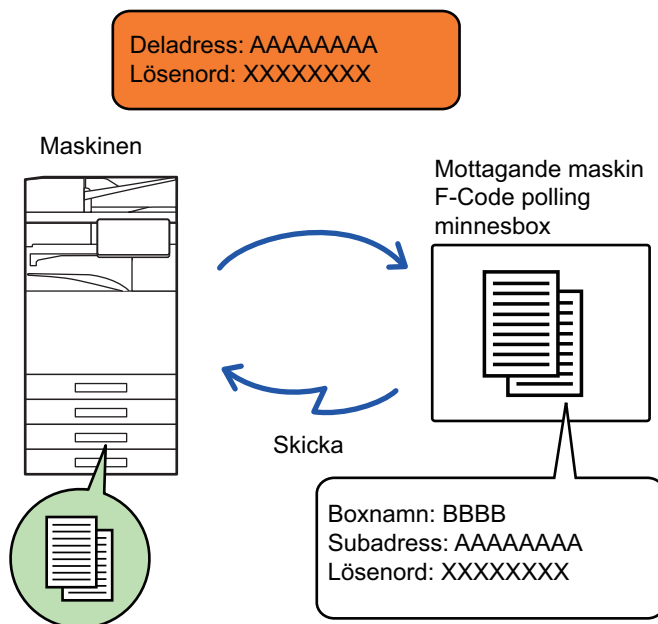 Deladress: AAAAAAAA
Lösenord: XXXXXXXX
Maskinen
Mottagande maskin
F-Code polling
minnesbox
Skicka
Boxnamn: BBBB
Subadress: AAAAAAAA
Lösenord: XXXXXXXX